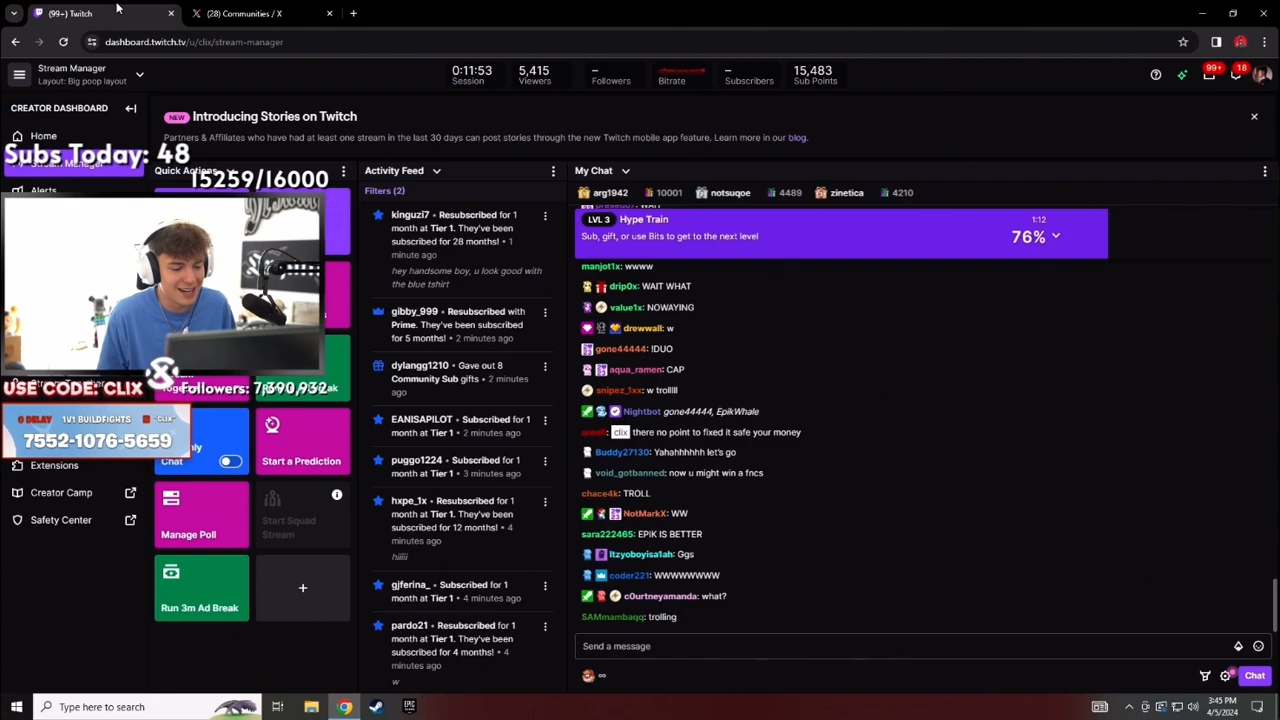 (99+) Twitch
(28) Communities / X
dashboard.twitch.tv/u/clix/stream-manager
Stream Manager
Layout: Big poop layout
0:11:53
Session
5,415
Viewers
–
Followers
Bitrate
–
Subscribers
15,483
Sub Points
99+
18
CREATOR DASHBOARD
NEW
Introducing Stories on Twitch
Partners & Affiliates who have had at least one stream in the last 30 days can post stories through the new Twitch mobile app feature. Learn more in our blog.
Home
Subs Today: 48
Stream Manager
Alerts
15259/16000
Quick Actions
USE CODE: CLIX
Followers: 7,390,932
0 DELAY
1V1 BUILDFIGHTS
"CLIX"
7552-1076-5659
Extensions
Creator Camp
Safety Center
Chat
Start a Prediction
Manage Poll
Start Squad
Stream
Run 3m Ad Break
Activity Feed
Filters (2)
kinguzi7 • Resubscribed for 1
month at Tier 1. They've been
subscribed for 28 months! • 1
minute ago
hey handsome boy, u look good with
the blue tshirt
gibby_999 • Resubscribed with
Prime. They've been subscribed
for 5 months! • 2 minutes ago
dylangg1210 • Gave out 8
Community Sub gifts • 2
minutes ago
EANISAPILOT • Subscribed for 1
month at Tier 1 • 2 minutes ago
puggo1224 • Subscribed for 1
month at Tier 1 • 3 minutes ago
hxpe_1x • Resubscribed for 1
month at Tier 1. They've been
subscribed for 12 months! • 4
minutes ago
hiiiii
gjferina_ • Subscribed for 1
month at Tier 1 • 4 minutes ago
pardo21 • Resubscribed for 1
month at Tier 1. They've been
subscribed for 4 months! • 4
minutes ago
w
My Chat
arg1942
10001
notsuqoe
4489
zinetica
4210
LVL 3
Hype Train
Sub, gift, or use Bits to get to the next level
1:12
76%
manjot1x: wwww
drip0x: WAIT WHAT
value1x: NOWAYING
drewwall: w
gone44444: !DUO
aqua_ramen: CAP
snipez_1xx: w trolllll
Nightbot gone44444, EpikWhale
clix there no point to fixed it safe your money
Buddy27130: Yahahhhhhh let's go
void_gotbanned: now u might win a fncs
chace4k: TROLL
NotMarkX: WW
sara222465: EPIK IS BETTER
Itzyoboyisa1ah: Ggs
coder221: WWWWWWWW
c0urtneyamanda: what?
SAMmambaqq: trolling
Send a message
Chat
Type here to search
3:45 PM
4/5/2024